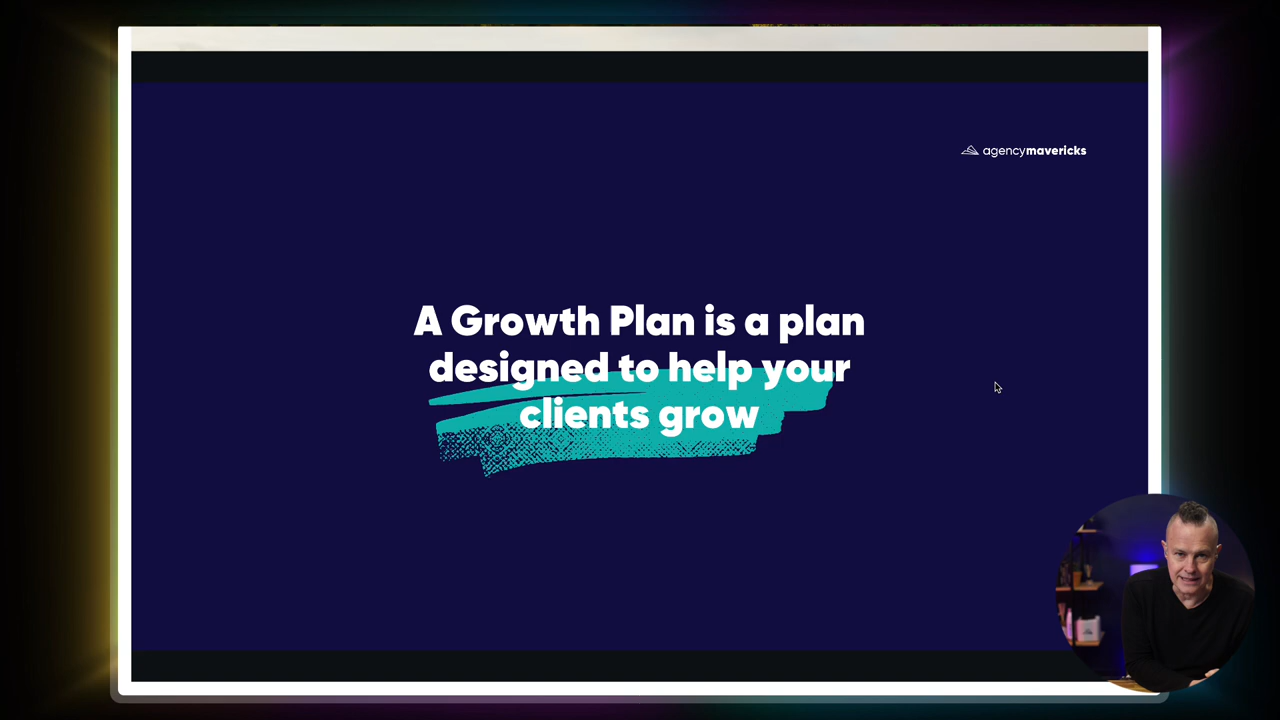 agencymavericks
A Growth Plan is a plan
designed to help your
clients grow